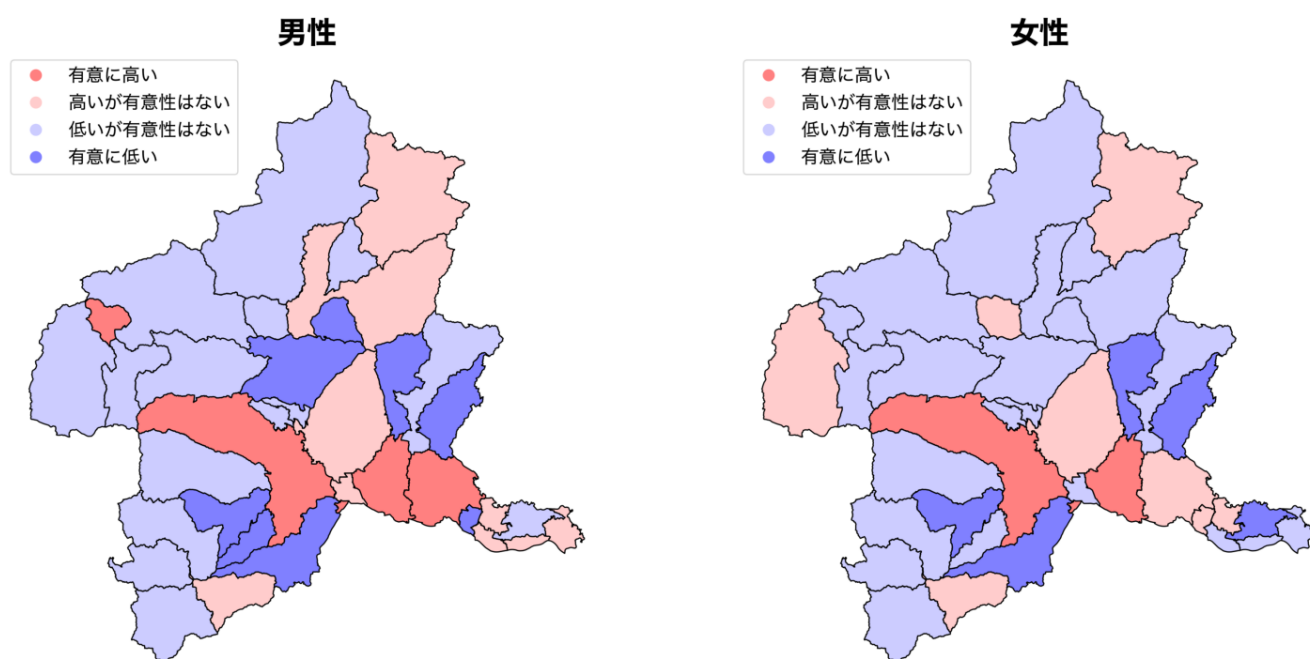 男性
有意に高い
高いが有意性はない
低いが有意性はない
有意に低い
女性
有意に高い
高いが有意性はない
低いが有意性はない
有意に低い